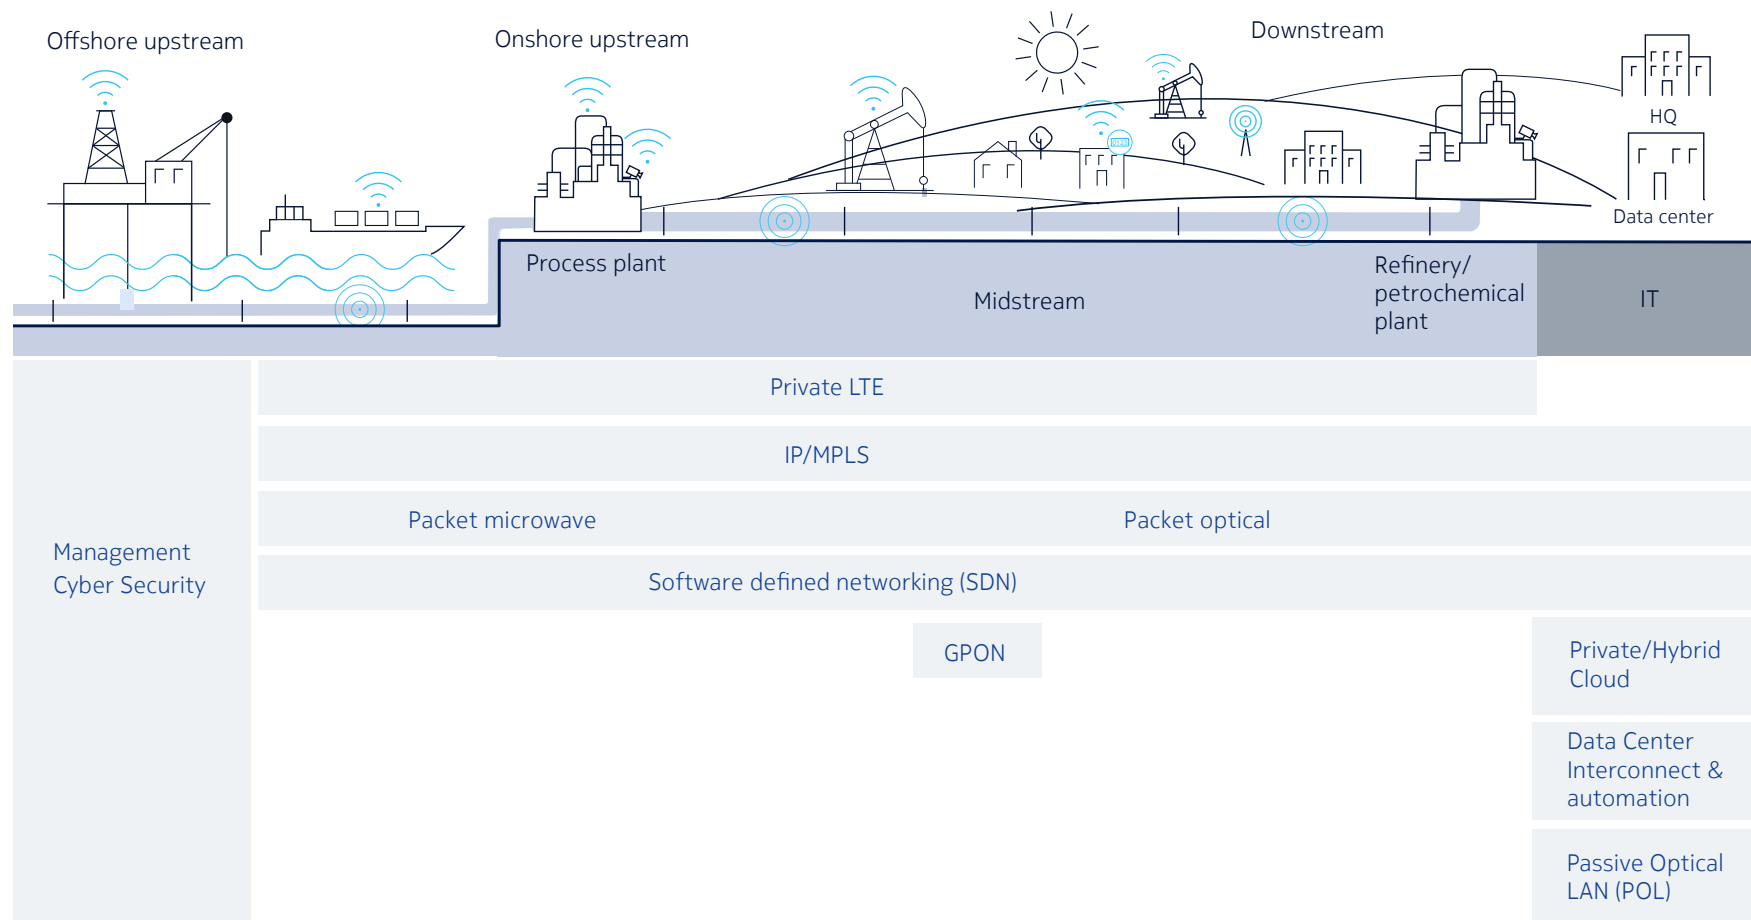 Offshore upstream
Onshore upstream
Downstream
HQ
Data center
Process plant
Midstream
Refinery/
petrochemical
plant
IT
Private LTE
IP/MPLS
Packet microwave
Packet optical
Management
Cyber Security
Software defined networking (SDN)
GPON
Private/Hybrid
Cloud
Data Center
Interconnect &
automation
Passive Optical
LAN (POL)